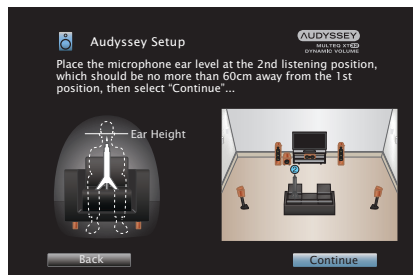 Audyssey Setup
AUDYSSEY
MULTEQ XT32
DYNAMIC VOLUME
Place the microphone ear level at the 2nd listening position,
which should be no more than 60cm away from the 1st
position, then select “Continue”...
Ear Height
2
Back
Continue